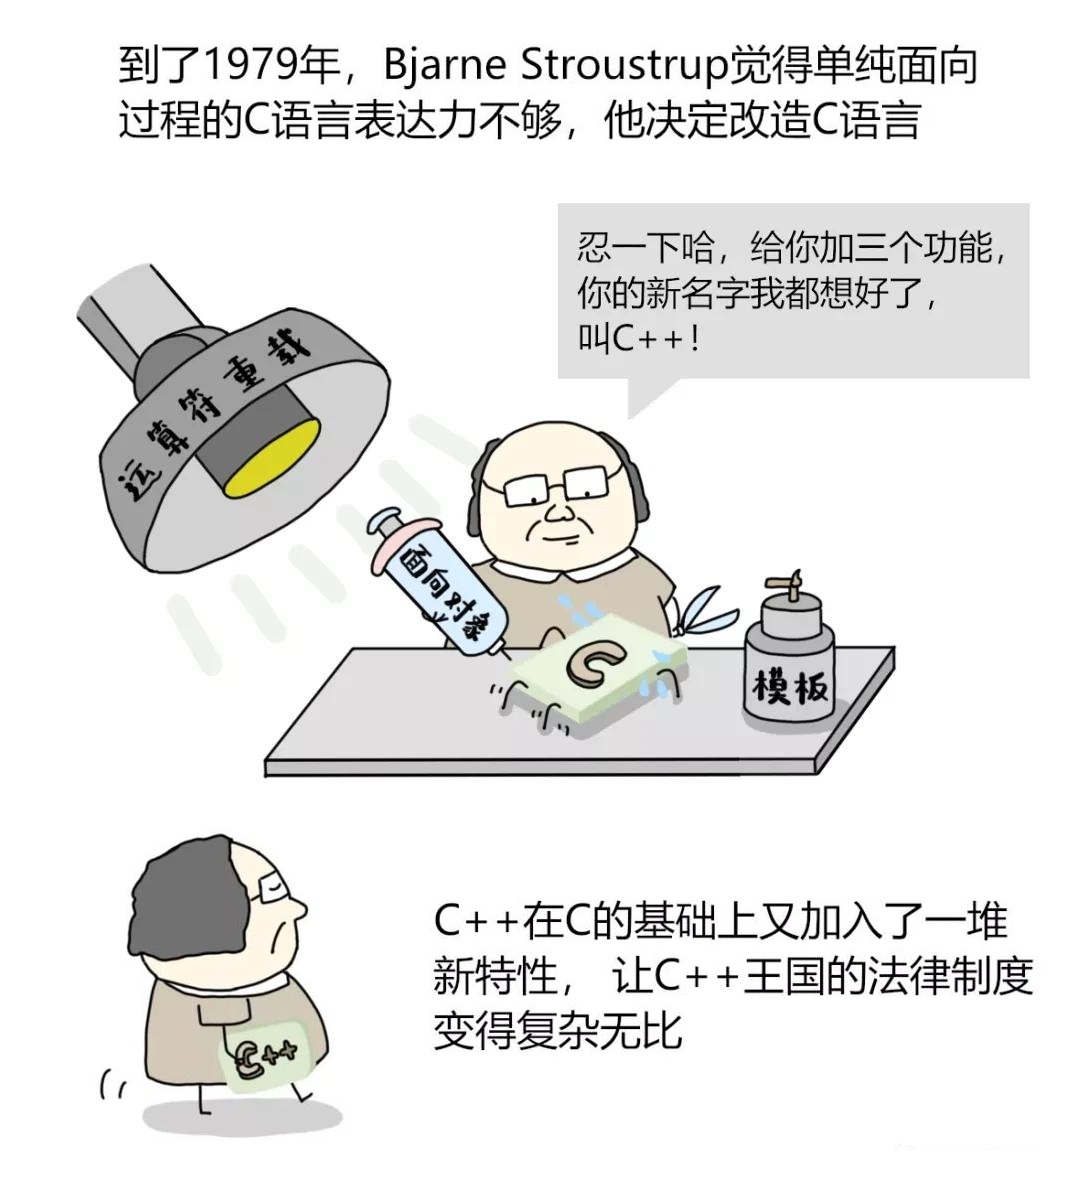 到了1979年，Bjarne Stroustrup觉得单纯面向
过程的C语言表达力不够，他决定改造C语言
忍一下哈，给你加三个功能，
你的新名字我都想好了，
叫C++！
运算符重载
面向对象
C
模板
C++在C的基础上又加入了一堆
新特性， 让C++王国的法律制度
变得复杂无比
C++